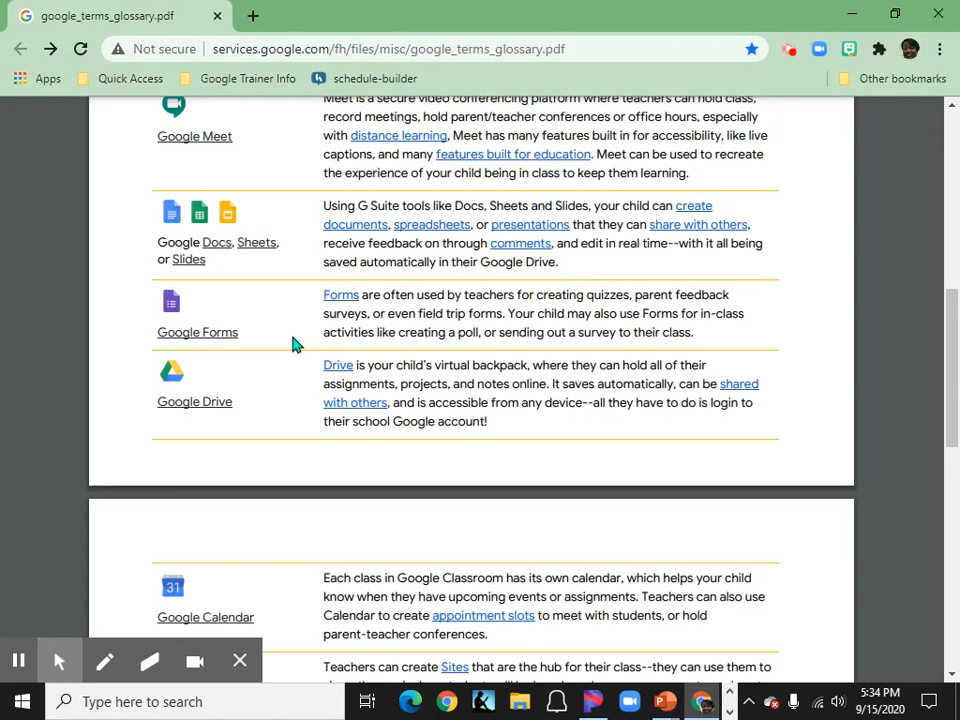 google_terms_glossary.pdf
Not secure
services.google.com/fh/files/misc/google_terms_glossary.pdf
Apps
Quick Access
Google Trainer Info
schedule-builder
Other bookmarks
Meet is a secure video conferencing platform where teachers can hold class,
record meetings, hold parent/teacher conferences or office hours, especially
with distance learning. Meet has many features built in for accessibility, like live
captions, and many features built for education. Meet can be used to recreate
the experience of your child being in class to keep them learning.
Google Meet
Using G Suite tools like Docs, Sheets and Slides, your child can create
documents, spreadsheets, or presentations that they can share with others,
receive feedback on through comments, and edit in real time--with it all being
saved automatically in their Google Drive.
Google Docs, Sheets,
or Slides
Forms are often used by teachers for creating quizzes, parent feedback
surveys, or even field trip forms. Your child may also use Forms for in-class
activities like creating a poll, or sending out a survey to their class.
Google Forms
Drive is your child's virtual backpack, where they can hold all of their
assignments, projects, and notes online. It saves automatically, can be shared
with others, and is accessible from any device--all they have to do is login to
their school Google account!
Google Drive
31
Each class in Google Classroom has its own calendar, which helps your child
know when they have upcoming events or assignments. Teachers can also use
Calendar to create appointment slots to meet with students, or hold
parent-teacher conferences.
Google Calendar
Teachers can create Sites that are the hub for their class--they can use them to
Type here to search
5:34 PM
9/15/2020